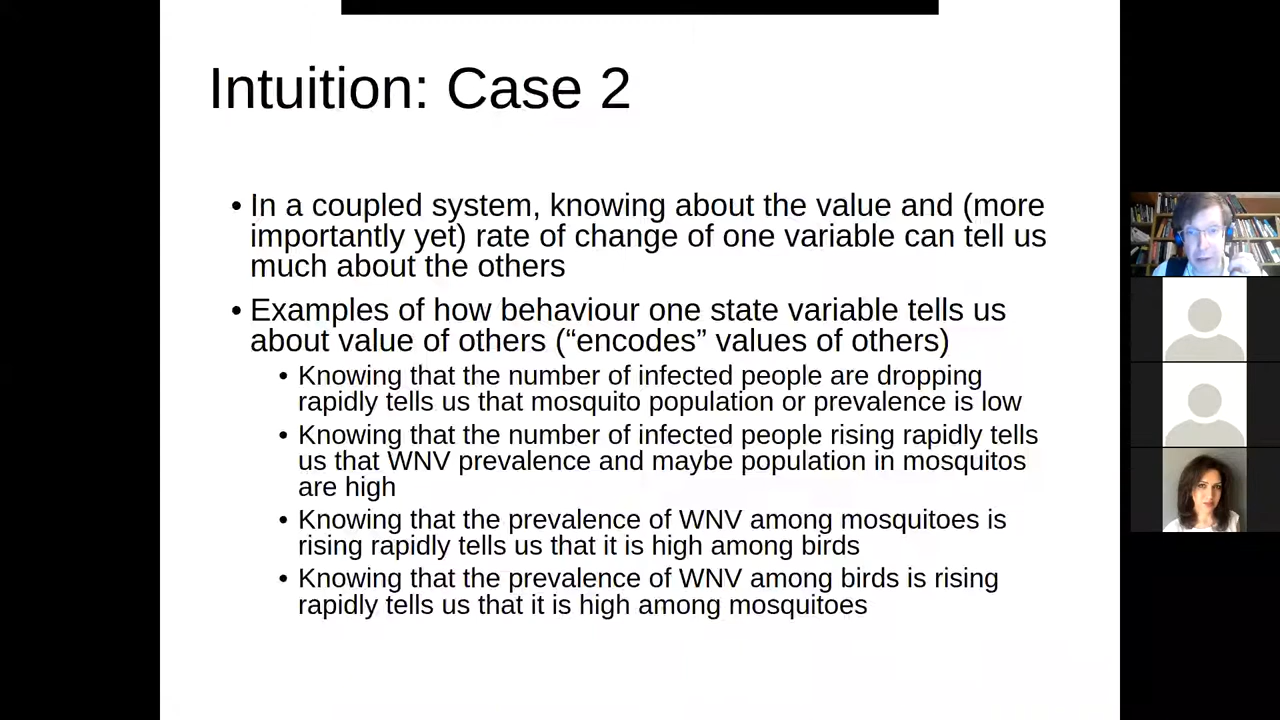 Intuition: Case 2
• In a coupled system, knowing about the value and (more
importantly yet) rate of change of one variable can tell us
much about the others
• Examples of how behaviour one state variable tells us
about value of others (“encodes” values of others)
• Knowing that the number of infected people are dropping
rapidly tells us that mosquito population or prevalence is low
• Knowing that the number of infected people rising rapidly tells
us that WNV prevalence and maybe population in mosquitos
are high
• Knowing that the prevalence of WNV among mosquitoes is
rising rapidly tells us that it is high among birds
• Knowing that the prevalence of WNV among birds is rising
rapidly tells us that it is high among mosquitoes